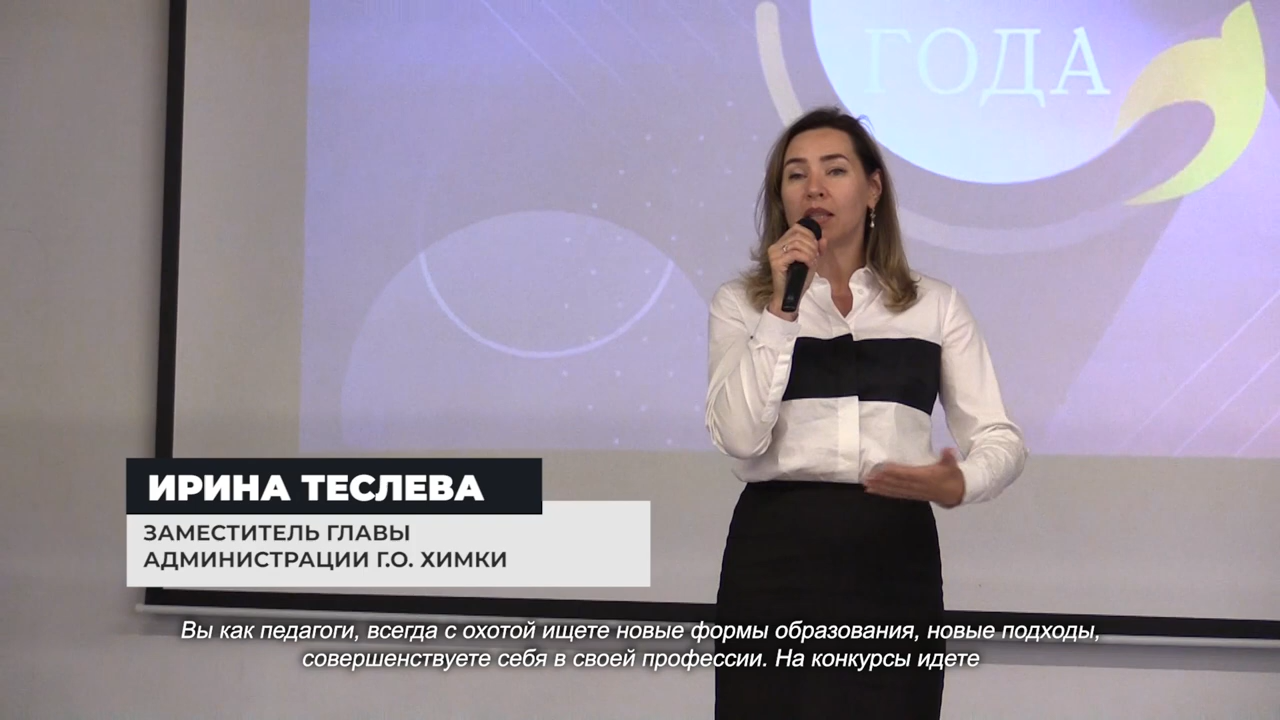 ГОДА
ИРИНА ТЕСЛЕВА
ЗАМЕСТИТЕЛЬ ГЛАВЫ
АДМИНИСТРАЦИИ Г.О. ХИМКИ
Вы как педагоги, всегда с охотой ищете новые формы образования, новые подходы,
совершенствуете себя в своей профессии. На конкурсы идете